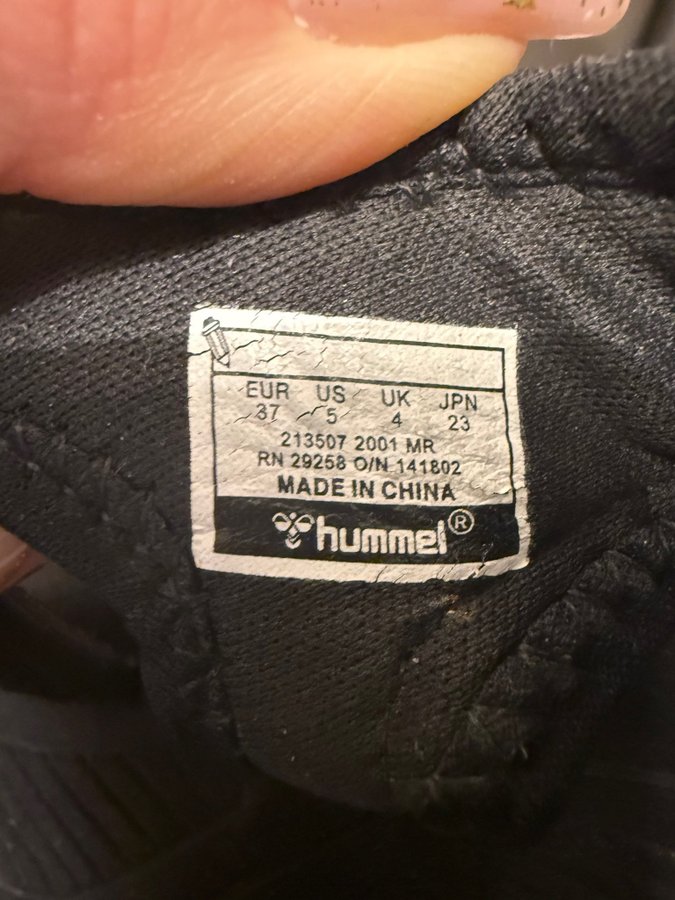 EUR US UK JPN
37 5 4 23
213507 2001 MR
RN 29258 O/N 141802
MADE IN CHINA
hummel®